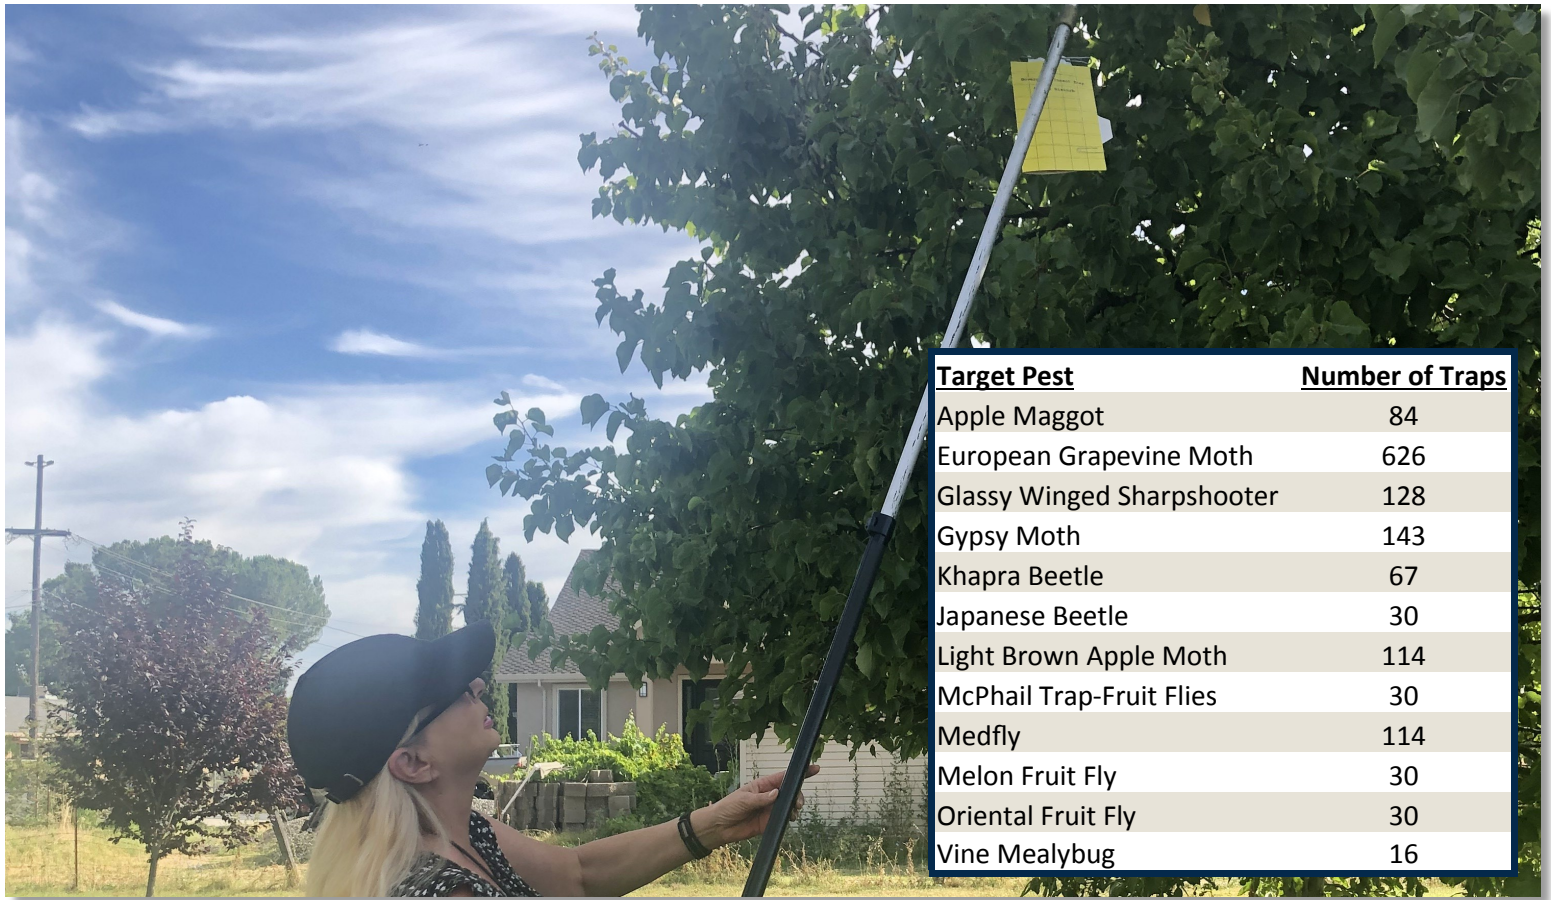 Target Pest Number of Traps
Apple Maggot 84
European Grapevine Moth 626
Glassy Winged Sharpshooter 128
Gypsy Moth 143
Khapra Beetle 67
Japanese Beetle 30
Light Brown Apple Moth 114
McPhail Trap-Fruit Flies 30
Medfly 114
Melon Fruit Fly 30
Oriental Fruit Fly 30
Vine Mealybug 16